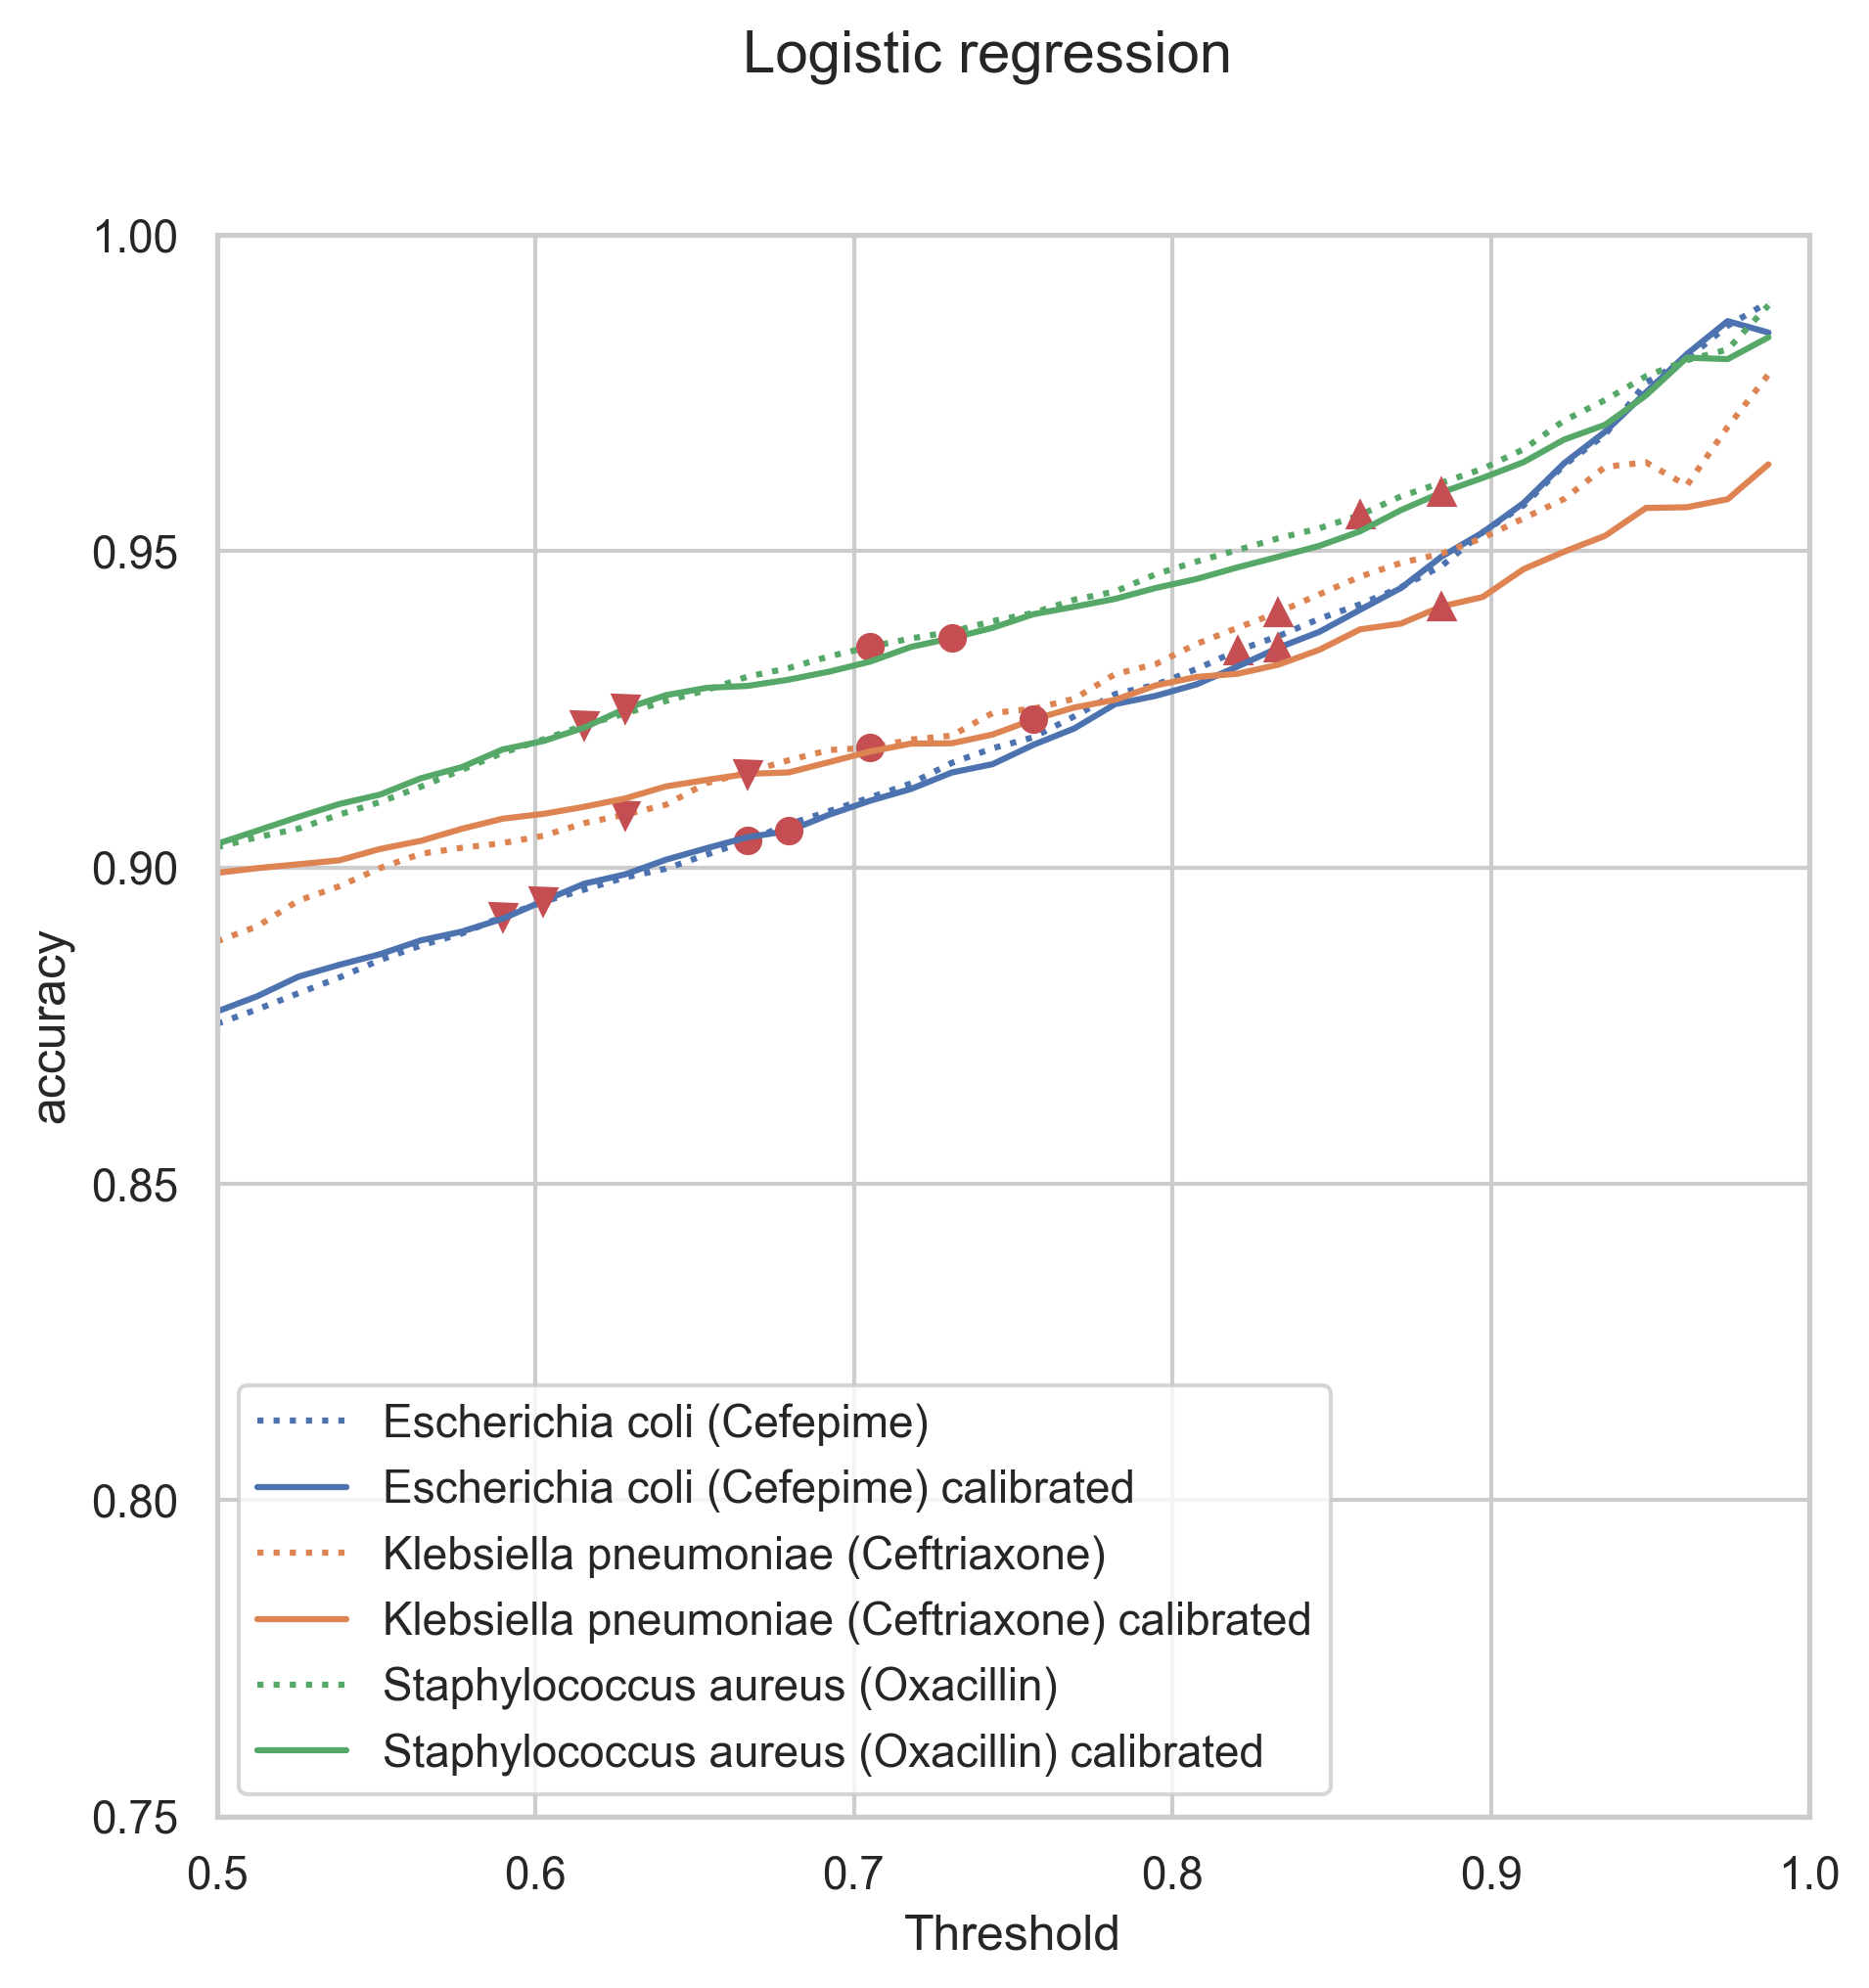 Logistic regression
1.00
0.95
0.90
0.85
0.80
0.75
accuracy
Escherichia coli (Cefepime)
Escherichia coli (Cefepime) calibrated
Klebsiella pneumoniae (Ceftriaxone)
Klebsiella pneumoniae (Ceftriaxone) calibrated
Staphylococcus aureus (Oxacillin)
Staphylococcus aureus (Oxacillin) calibrated
0.5 0.6 0.7 0.8 0.9 1.0
Threshold